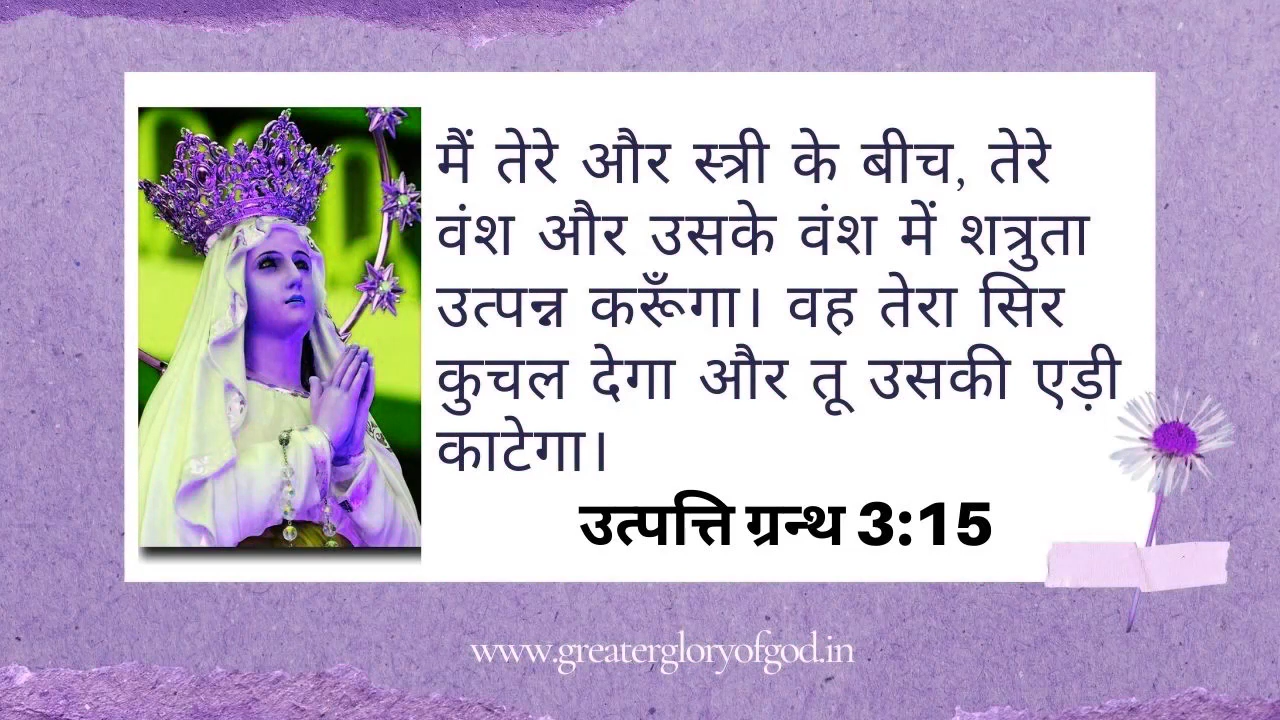 मैं तेरे और स्त्री के बीच, तेरे
वंश और उसके वंश में शत्रुता
उत्पन्न करूँगा। वह तेरा सिर
कुचल देगा और तू उसकी एड़ी
काटेगा।
उत्पत्ति ग्रन्थ 3:15
www.greatergloryofgod.in